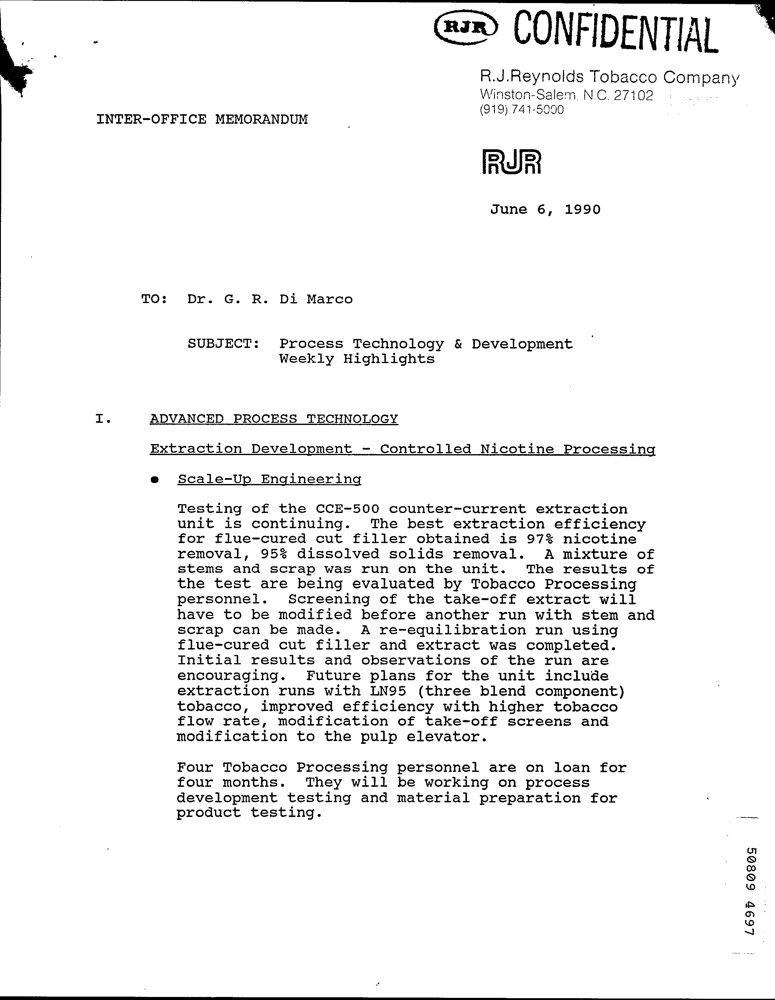 RJR CONFIDENTIAL
R.J.Reynolds Tobacco Company
Winston-Salem, N.C. 27102
(919) 741-5000
INTER-OFFICE MEMORANDUM
RJR
June 6, 1990
TO: Dr. G. R. Di Marco
SUBJECT: Process Technology & Development
Weekly Highlights
I. ADVANCED PROCESS TECHNOLOGY
Extraction Development - Controlled Nicotine Processing
● Scale-Up Engineering
Testing of the CCE-500 counter-current extraction
unit is continuing. The best extraction efficiency
for flue-cured cut filler obtained is 97% nicotine
removal, 95% dissolved solids removal. A mixture of
stems and scrap was run on the unit. The results of
the test are being evaluated by Tobacco Processing
personnel. Screening of the take-off extract will
have to be modified before another run with stem and
scrap can be made. A re-equilibration run using
flue-cured cut filler and extract was completed.
Initial results and observations of the run are
encouraging. Future plans for the unit include
extraction runs with LN95 (three blend component)
tobacco, improved efficiency with higher tobacco
flow rate, modification of take-off screens and
modification to the pulp elevator.
Four Tobacco Processing personnel are on loan for
four months. They will be working on process
development testing and material preparation for
product testing.
50809 4697